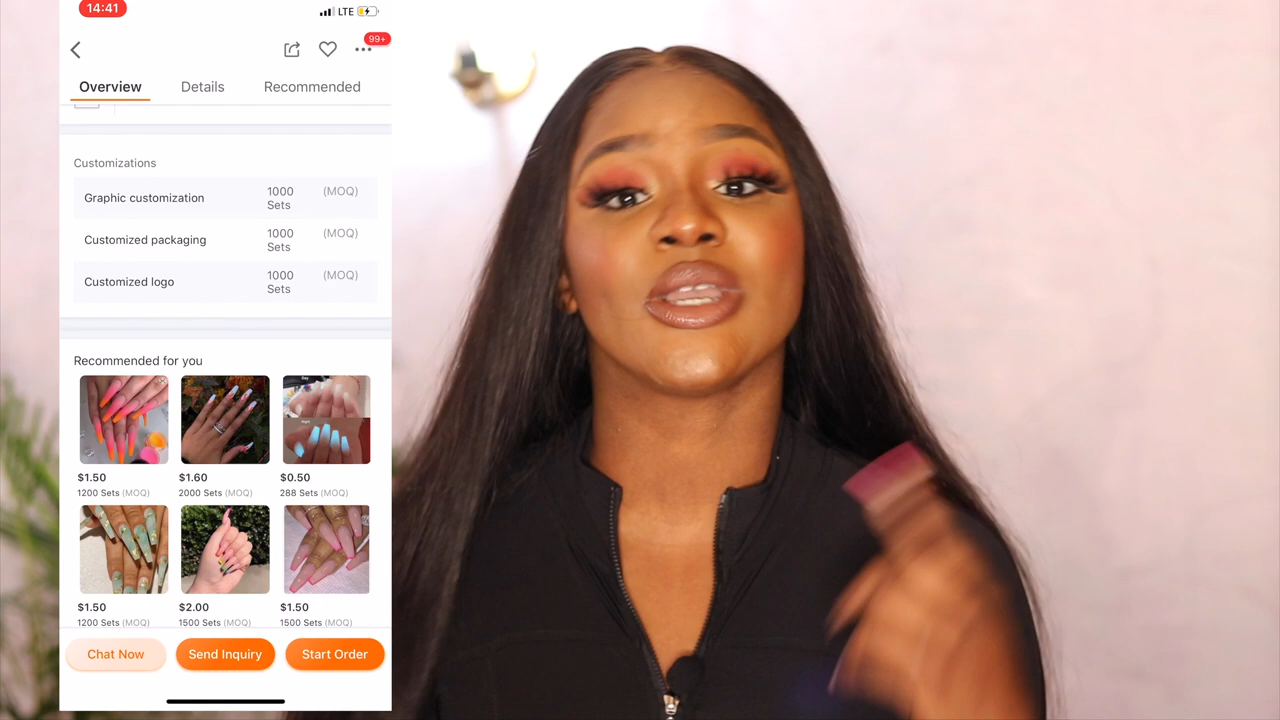 14:41
LTE
99+
Overview Details Recommended
Customizations
Graphic customization 1000 Sets (MOQ)
Customized packaging 1000 Sets (MOQ)
Customized logo 1000 Sets (MOQ)
Recommended for you
$1.50 $1.60 $0.50
1200 Sets (MOQ) 2000 Sets (MOQ) 288 Sets (MOQ)
$1.50 $2.00 $1.50
1200 Sets (MOQ) 1500 Sets (MOQ) 1500 Sets (MOQ)
Chat Now Send Inquiry Start Order